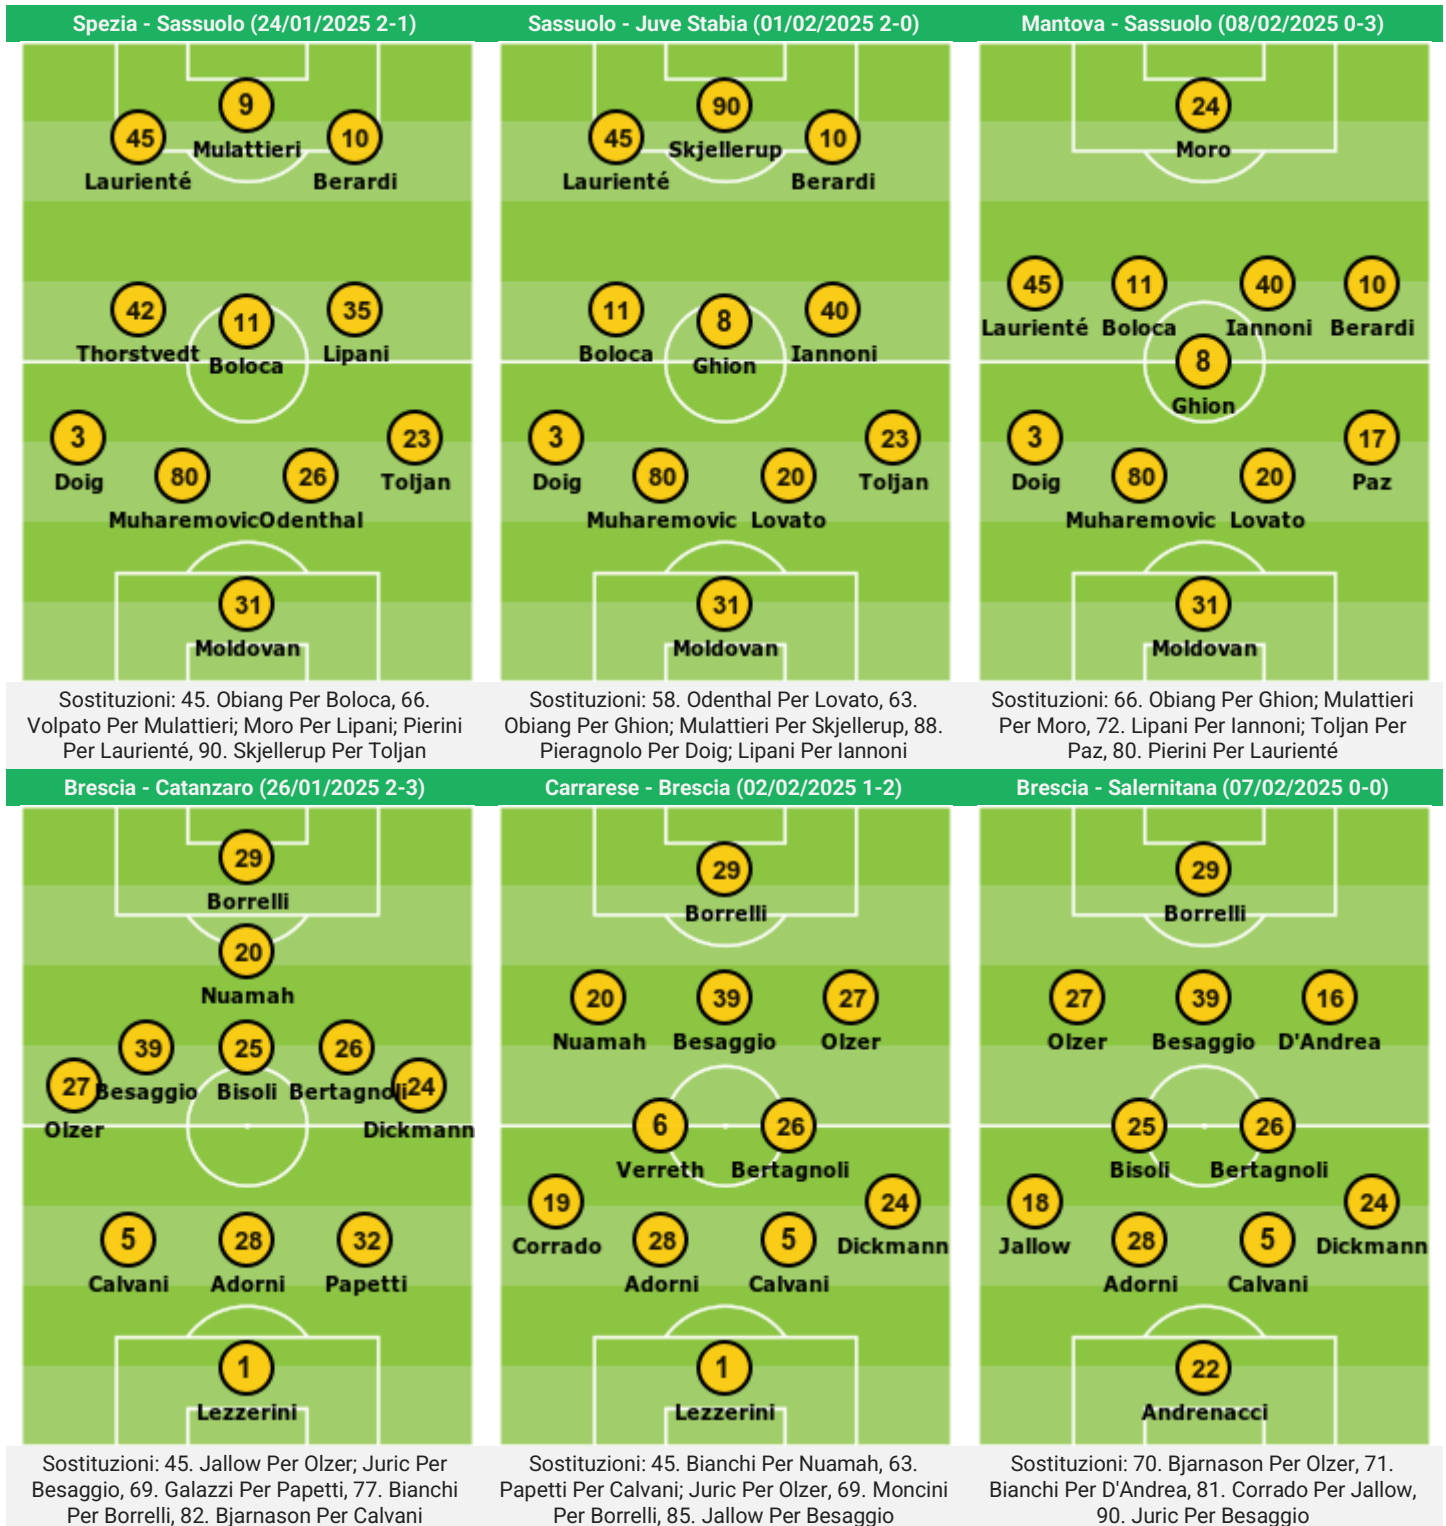 Spezia - Sassuolo (24/01/2025 2-1)
9
45
10
Mulattieri
Laurienté
Berardi
42
11
35
Thorstvedt
Boloca
Lipani
3
80
26
23
Doig
Toljan
Muharemovic
Odenthal
31
Moldovan
Sostituzioni: 45. Obiang Per Boloca, 66.
Volpato Per Mulattieri; Moro Per Lipani; Pierini
Per Laurienté, 90. Skjellerup Per Toljan
Sassuolo - Juve Stabia (01/02/2025 2-0)
90
45
10
Skjellerup
Laurienté
Berardi
11
8
40
Boloca
Ghion
Iannoni
3
80
20
23
Doig
Toljan
Muharemovic
Lovato
31
Moldovan
Sostituzioni: 58. Odenthal Per Lovato, 63.
Obiang Per Ghion; Mulattieri Per Skjellerup, 88.
Pieragnolo Per Doig; Lipani Per Iannoni
Mantova - Sassuolo (08/02/2025 0-3)
24
Moro
45
11
40
10
Laurienté
Boloca
Iannoni
Berardi
8
Ghion
3
80
20
17
Doig
Paz
Muharemovic
Lovato
31
Moldovan
Sostituzioni: 66. Obiang Per Ghion; Mulattieri
Per Moro, 72. Lipani Per Iannoni; Toljan Per
Paz, 80. Pierini Per Laurienté
Brescia - Catanzaro (26/01/2025 2-3)
29
Borrelli
20
Nuamah
39
25
26
27
24
Besaggio
Bisoli
Bertagnoli
Olzer
Dickmann
5
28
32
Calvani
Adorni
Papetti
1
Lezzerini
Sostituzioni: 45. Jallow Per Olzer; Juric Per
Besaggio, 69. Galazzi Per Papetti, 77. Bianchi
Per Borrelli, 82. Bjarnason Per Calvani
Carrarese - Brescia (02/02/2025 1-2)
29
Borrelli
20
39
27
Nuamah
Besaggio
Olzer
6
26
Verreth
Bertagnoli
19
28
5
24
Corrado
Dickmann
Adorni
Calvani
1
Lezzerini
Sostituzioni: 45. Bianchi Per Nuamah, 63.
Papetti Per Calvani; Juric Per Olzer, 69. Moncini
Per Borrelli, 85. Jallow Per Besaggio
Brescia - Salernitana (07/02/2025 0-0)
29
Borrelli
27
39
16
Olzer
Besaggio
D'Andrea
25
26
Bisoli
Bertagnoli
18
28
5
24
Jallow
Dickmann
Adorni
Calvani
22
Andrenacci
Sostituzioni: 70. Bjarnason Per Olzer, 71.
Bianchi Per D'Andrea, 81. Corrado Per Jallow,
90. Juric Per Besaggio